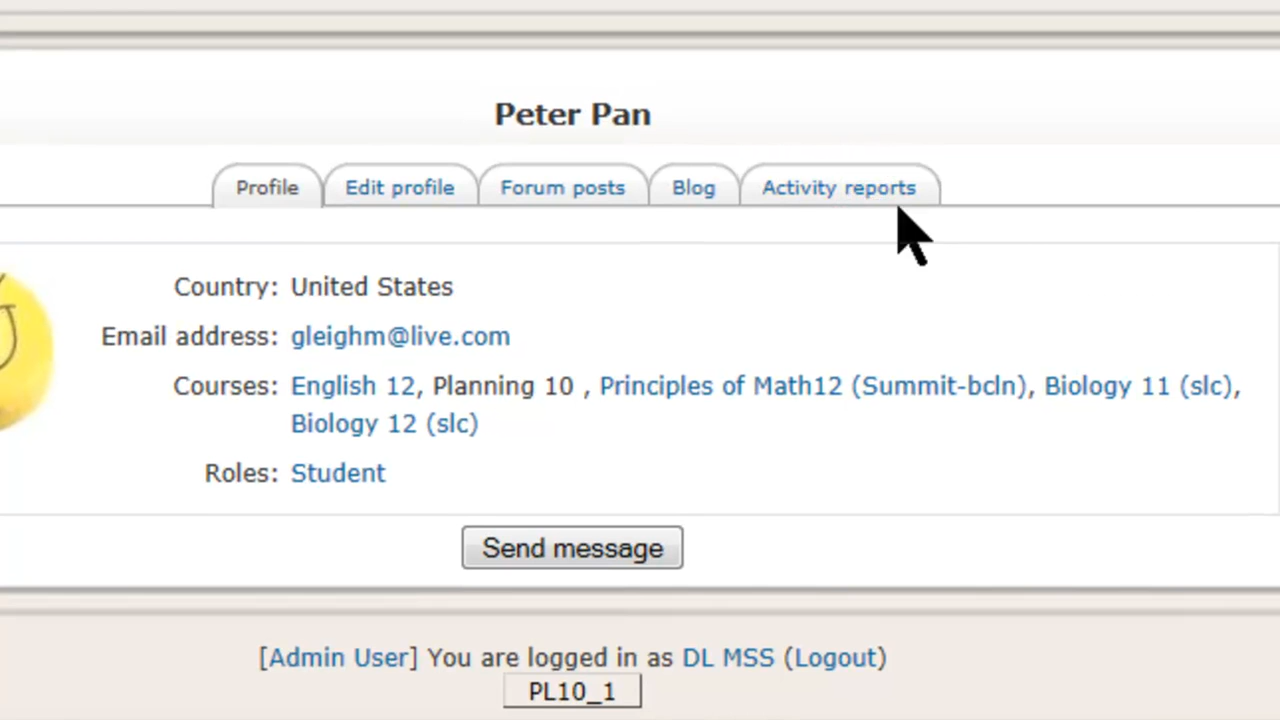 Peter Pan
Profile Edit profile Forum posts Blog Activity reports
Country: United States
Email address: gleighm@live.com
Courses: English 12, Planning 10 , Principles of Math12 (Summit-bcln), Biology 11 (slc),
Biology 12 (slc)
Roles: Student
Send message
[Admin User] You are logged in as DL MSS (Logout)
PL10_1